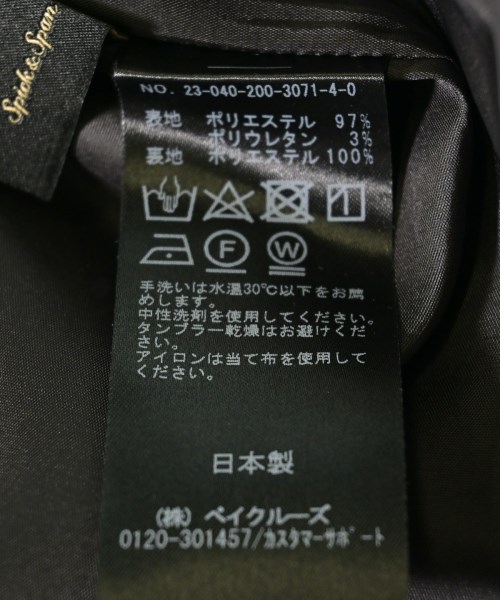 Spick & Span
NO. 23-040-200-3071-4-0
表地 ポリエステル 97%
ポリウレタン 3%
裏地 ポリエステル 100%
F W
手洗いは水温30℃以下をお薦
めします。
中性洗剤を使用してください。
タンブラー乾燥はお避けくだ
さい。
アイロンは当て布を使用して
ください。
日本製
(株) ベイクルーズ
0120-301457/カスタマーサポート